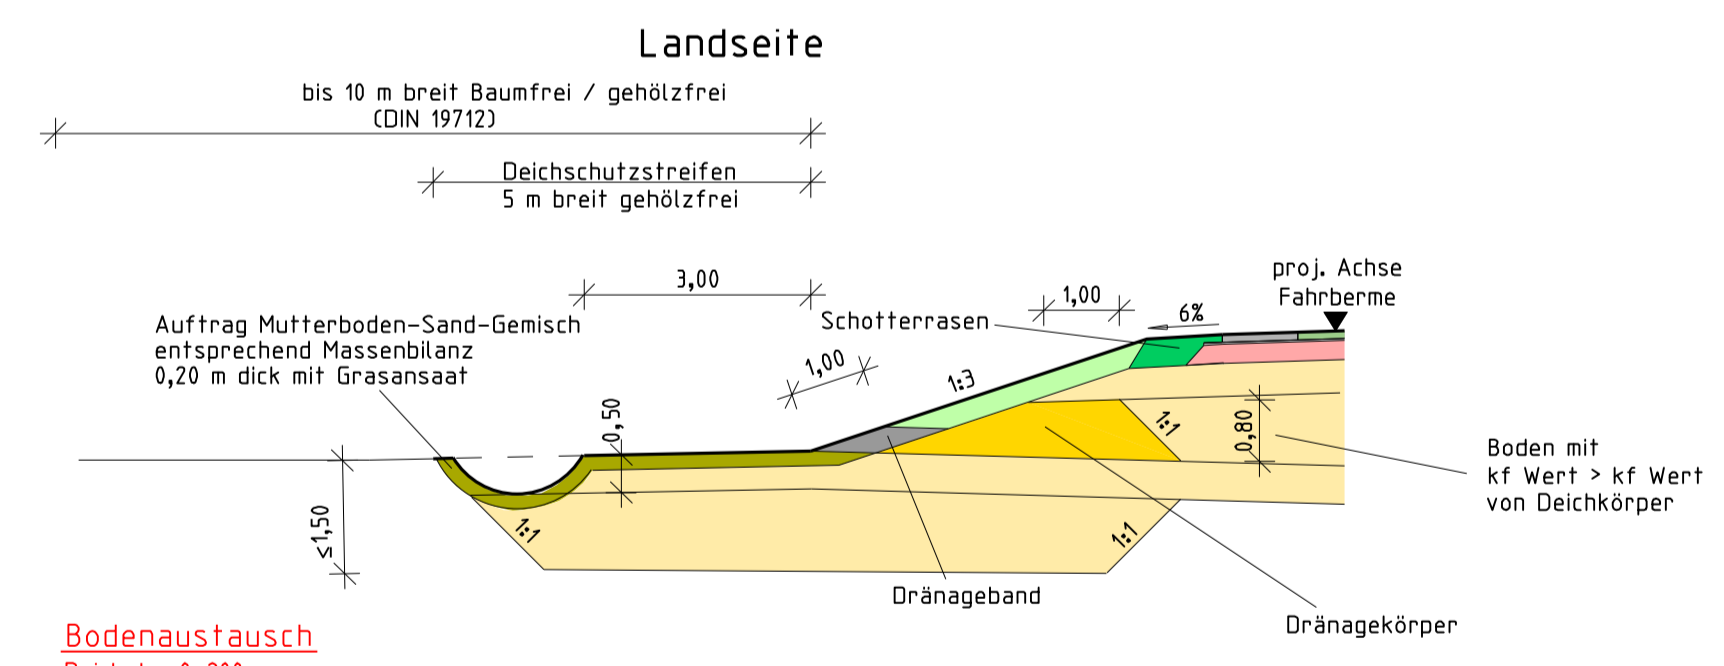 Landseite
bis 10 m breit Baumfrei / gehölzfrei
(DIN 19712)
Deichschutzstreifen
5 m breit gehölzfrei
3,00
1,00
proj. Achse
Fahrberme
6%
Schotterrasen
Auftrag Mutterboden-Sand-Gemisch
entsprechend Massenbilanz
0,20 m dick mit Grasansaat
1,00
1:3
0,50
1:1
0,80
Boden mit
kf Wert > kf Wert
von Deichkörper
≤1,50
1:1
1:1
Dränageband
Dränagekörper
Bodenaustausch